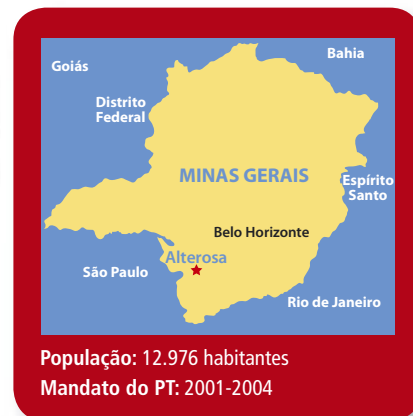 Goiás
Bahia
Distrito
Federal
MINAS GERAIS
Espírito
Santo
Belo Horizonte
Alterosa
São Paulo
Rio de Janeiro
População: 12.976 habitantes
Mandato do PT: 2001-2004